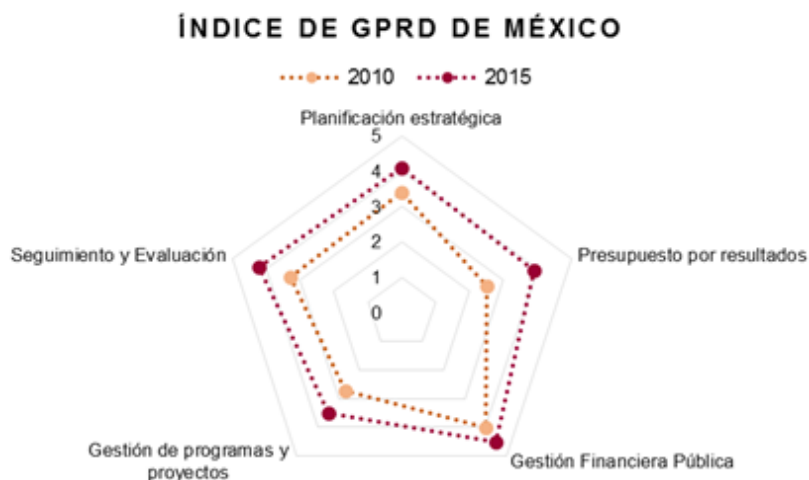 ÍNDICE DE GPRD DE MÉXICO
2010 2015
Planificación estratégica
5
4
3
2
1
0
Seguimiento y Evaluación
Presupuesto por resultados
Gestión de programas y
proyectos
Gestión Financiera Pública